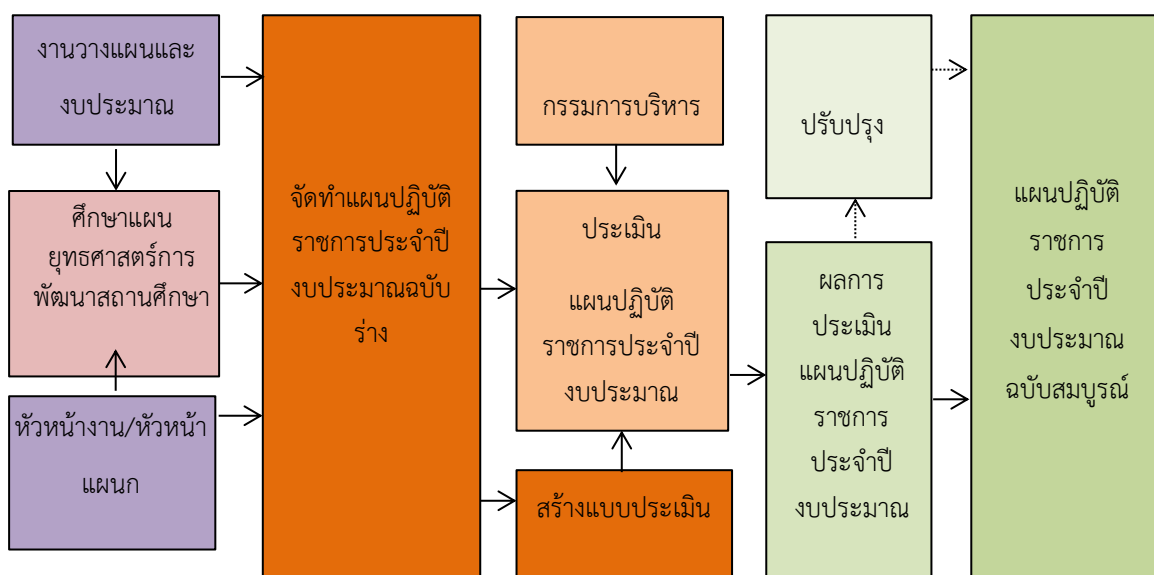 งานวางแผนและ
งบประมาณ
ศึกษาแผน
ยุทธศาสตร์การ
พัฒนาสถานศึกษา
หัวหน้างาน/หัวหน้า
แผนก
จัดทำแผนปฏิบัติ
ราชการประจำปี
งบประมาณฉบับ
ร่าง
กรรมการบริหาร
ประเมิน
แผนปฏิบัติ
ราชการประจำปี
งบประมาณ
สร้างแบบประเมิน
ปรับปรุง
ผลการ
ประเมิน
แผนปฏิบัติ
ราชการ
ประจำปี
งบประมาณ
แผนปฏิบัติ
ราชการ
ประจำปี
งบประมาณ
ฉบับสมบูรณ์